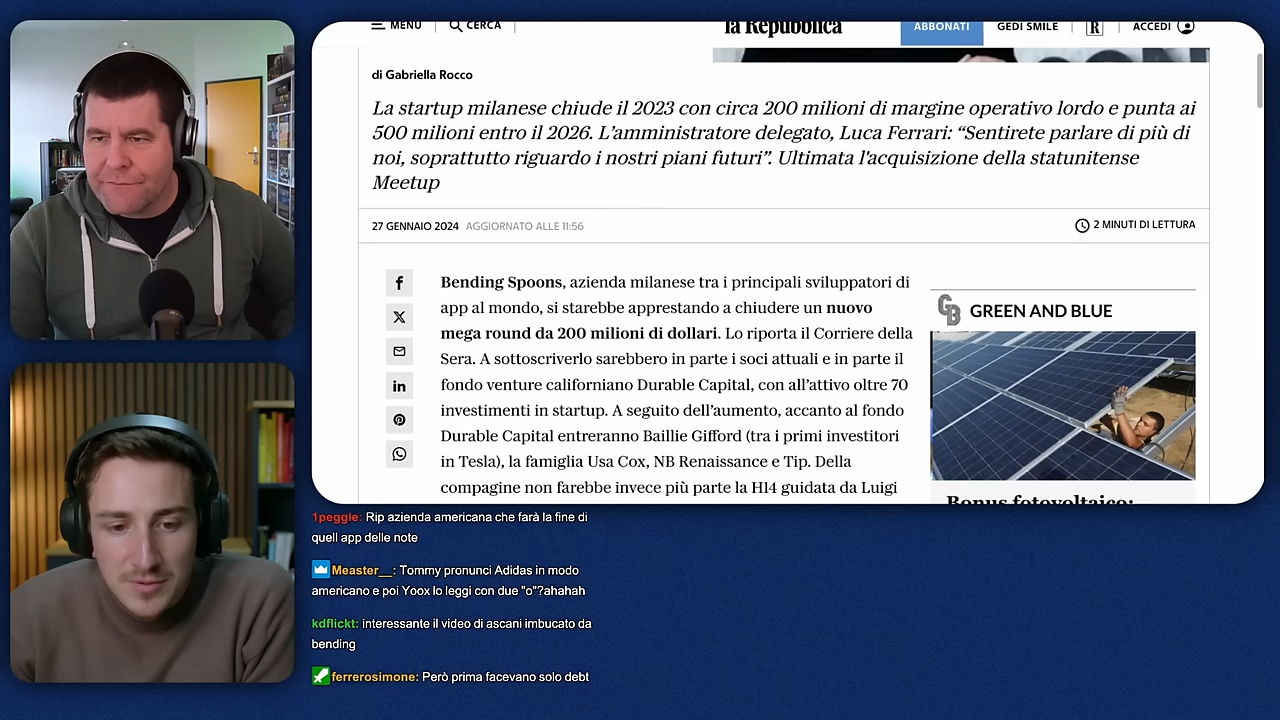 MENU
CERCA
la Repubblica
ABBONATI
GEDI SMILE
R
ACCEDI
di Gabriella Rocco
La startup milanese chiude il 2023 con circa 200 milioni di margine operativo lordo e punta ai
500 milioni entro il 2026. L’amministratore delegato, Luca Ferrari: “Sentirete parlare di più di
noi, soprattutto riguardo i nostri piani futuri”. Ultimata l'acquisizione della statunitense
Meetup
27 GENNAIO 2024 AGGIORNATO ALLE 11:56
2 MINUTI DI LETTURA
Bending Spoons, azienda milanese tra i principali sviluppatori di
app al mondo, si starebbe apprestando a chiudere un nuovo
mega round da 200 milioni di dollari. Lo riporta il Corriere della
Sera. A sottoscriverlo sarebbero in parte i soci attuali e in parte il
fondo venture californiano Durable Capital, con all’attivo oltre 70
investimenti in startup. A seguito dell’aumento, accanto al fondo
Durable Capital entreranno Baillie Gifford (tra i primi investitori
in Tesla), la famiglia Usa Cox, NB Renaissance e Tip. Della
compagine non farebbe invece più parte la H14 guidata da Luigi
GB GREEN AND BLUE
Bonus fotovoltaico:
1peggle: Rip azienda americana che farà la fine di
quell app delle note
Measter__: Tommy pronunci Adidas in modo
americano e poi Yoox lo leggi con due "o"?ahahah
kdflickt: interessante il video di ascani imbucato da
bending
ferrerosimone: Però prima facevano solo debt